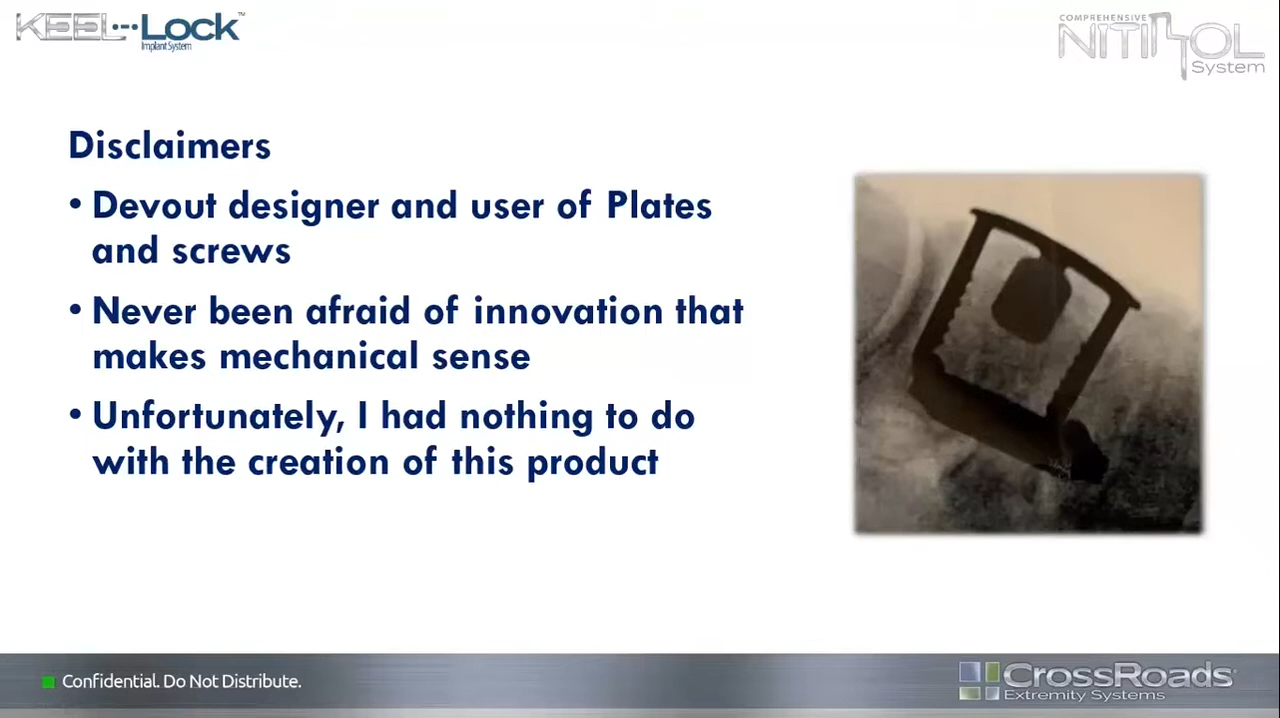 KEEL Lock™
Implant System
COMPREHENSIVE
NITINOL
System
Disclaimers
• Devout designer and user of Plates
and screws
• Never been afraid of innovation that
makes mechanical sense
• Unfortunately, I had nothing to do
with the creation of this product
Confidential. Do Not Distribute.
CrossRoads
Extremity Systems